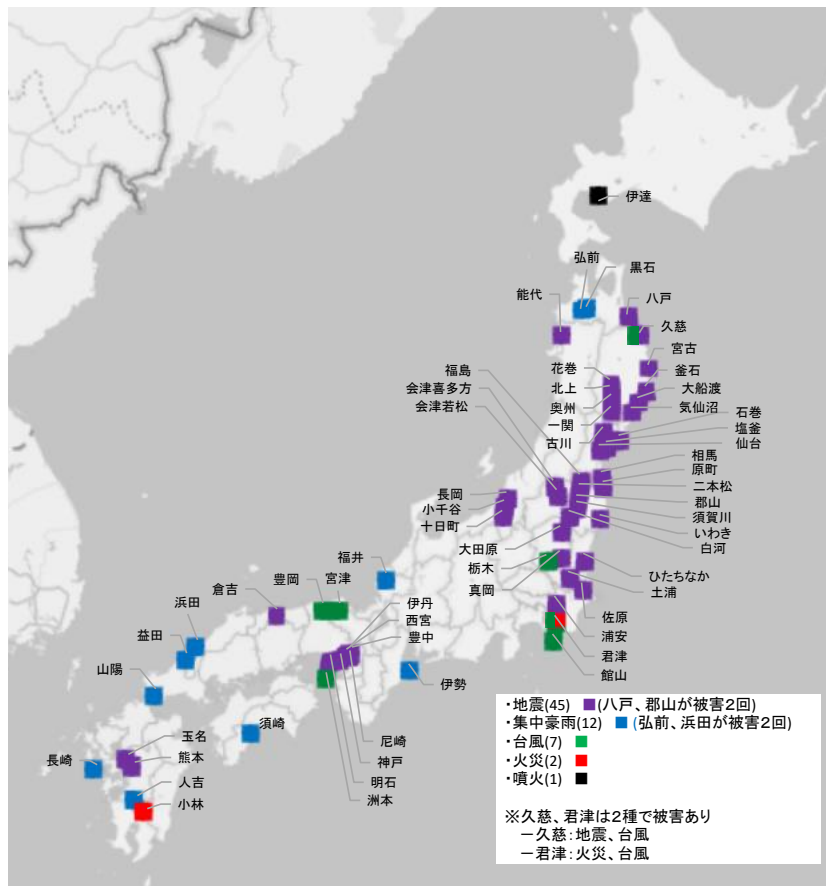 伊達
弘前
黒石
能代
八戸
久慈
宮古
福島
花巻
釜石
会津喜多方
北上
大船渡
会津若松
奥州
気仙沼
一関
石巻
古川
塩釜
仙台
相馬
原町
長岡
二本松
小千谷
郡山
十日町
須賀川
いわき
大田原
白河
福井
栃木
ひたちなか
豊岡
宮津
真岡
土浦
倉吉
浜田
伊丹
佐原
西宮
浦安
益田
豊中
君津
館山
山陽
伊勢
須崎
玉名
尼崎
長崎
熊本
神戸
人吉
明石
小林
洲本
・地震(45) (八戸、郡山が被害2回)
・集中豪雨(12) (弘前、浜田が被害2回)
・台風(7)
・火災(2)
・噴火(1)
※久慈、君津は2種で被害あり
－久慈：地震、台風
－君津：火災、台風